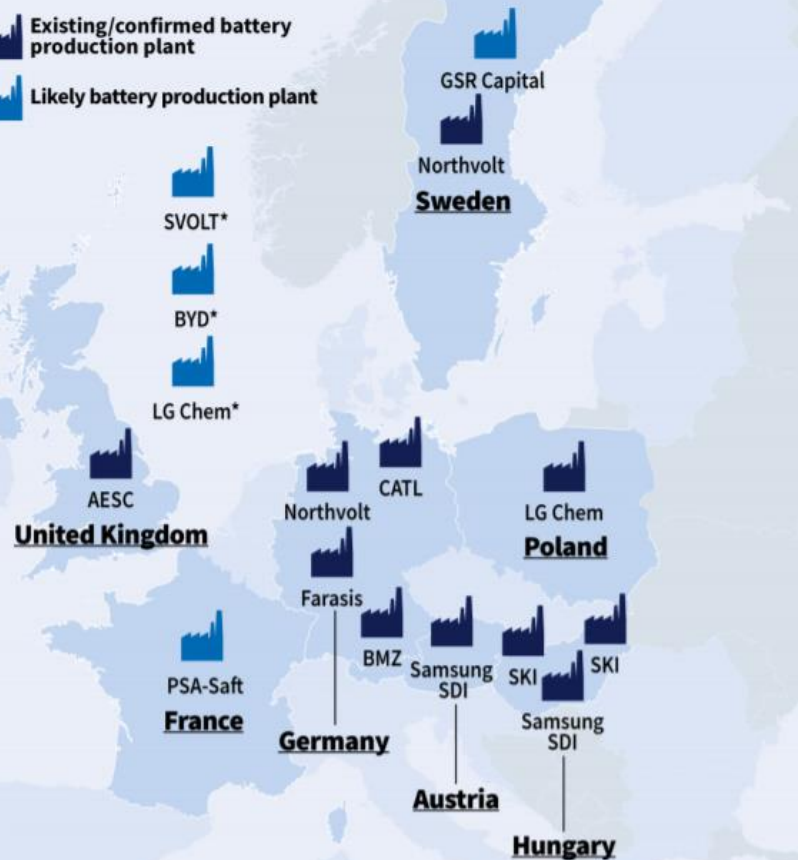 Existing/confirmed battery
production plant
Likely battery production plant
GSR Capital
Northvolt
Sweden
SVOLT*
BYD*
LG Chem*
AESC
United Kingdom
CATL
Northvolt
LG Chem
Poland
Farasis
BMZ
Samsung
SDI
SKI
SKI
PSA-Saft
France
Samsung
SDI
Germany
Austria
Hungary